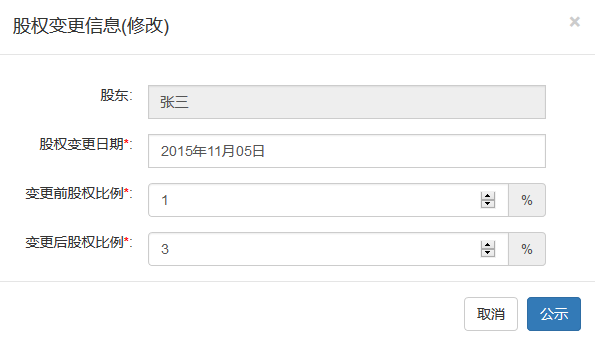 股权变更信息(修改) ×
股东: 张三
股权变更日期*: 2015年11月05日
变更前股权比例*: 1 %
变更后股权比例*: 3 %
取消 公示